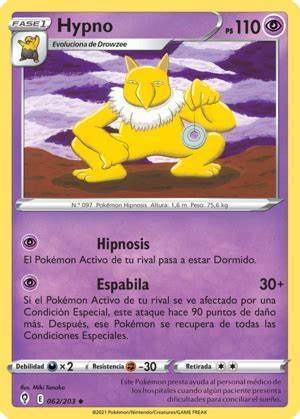 FASE 1 Hypno PS 110
Evoluciona de Drowzee
N.º 097 Pokémon Hipnosis Altura: 1,6 m Peso: 75,6 kg
Hipnosis
El Pokémon Activo de tu rival pasa a estar Dormido.
Espabila 30+
Si el Pokémon Activo de tu rival se ve afectado por una
Condición Especial, este ataque hace 90 puntos de daño
más. Después, ese Pokémon se recupera de todas las
Condiciones Especiales.
Debilidad ×2 Resistencia -30 Retirada
Ilus. Miki Tanaka
062/203
Este Pokémon presta ayuda al personal médico de
los hospitales cuando algún paciente presenta
dificultades para conciliar el sueño.
©2021 Pokémon/Nintendo/Creatures/GAME FREAK